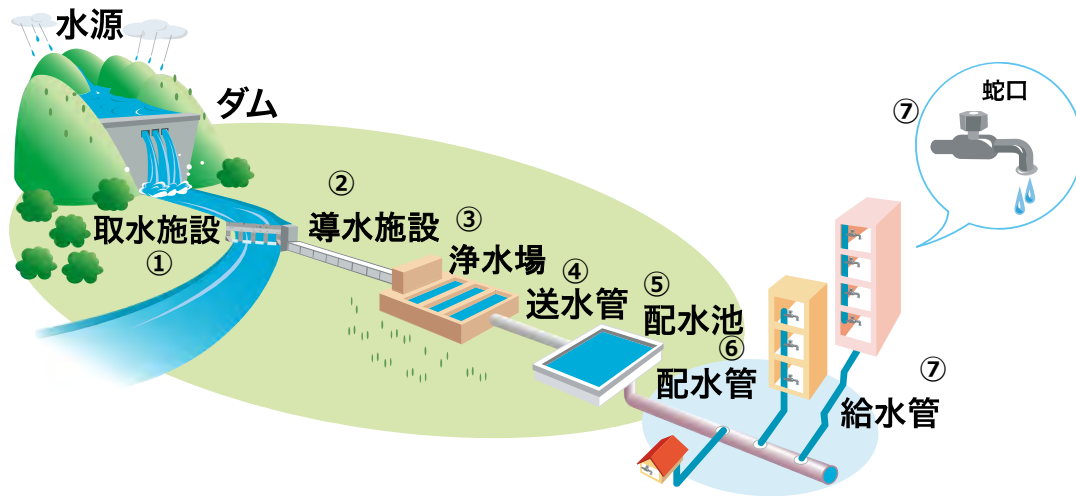 水源
ダム
取水施設
①
②
導水施設
③
浄水場
④
送水管
⑤
配水池
⑥
配水管
⑦
給水管
⑦
蛇口